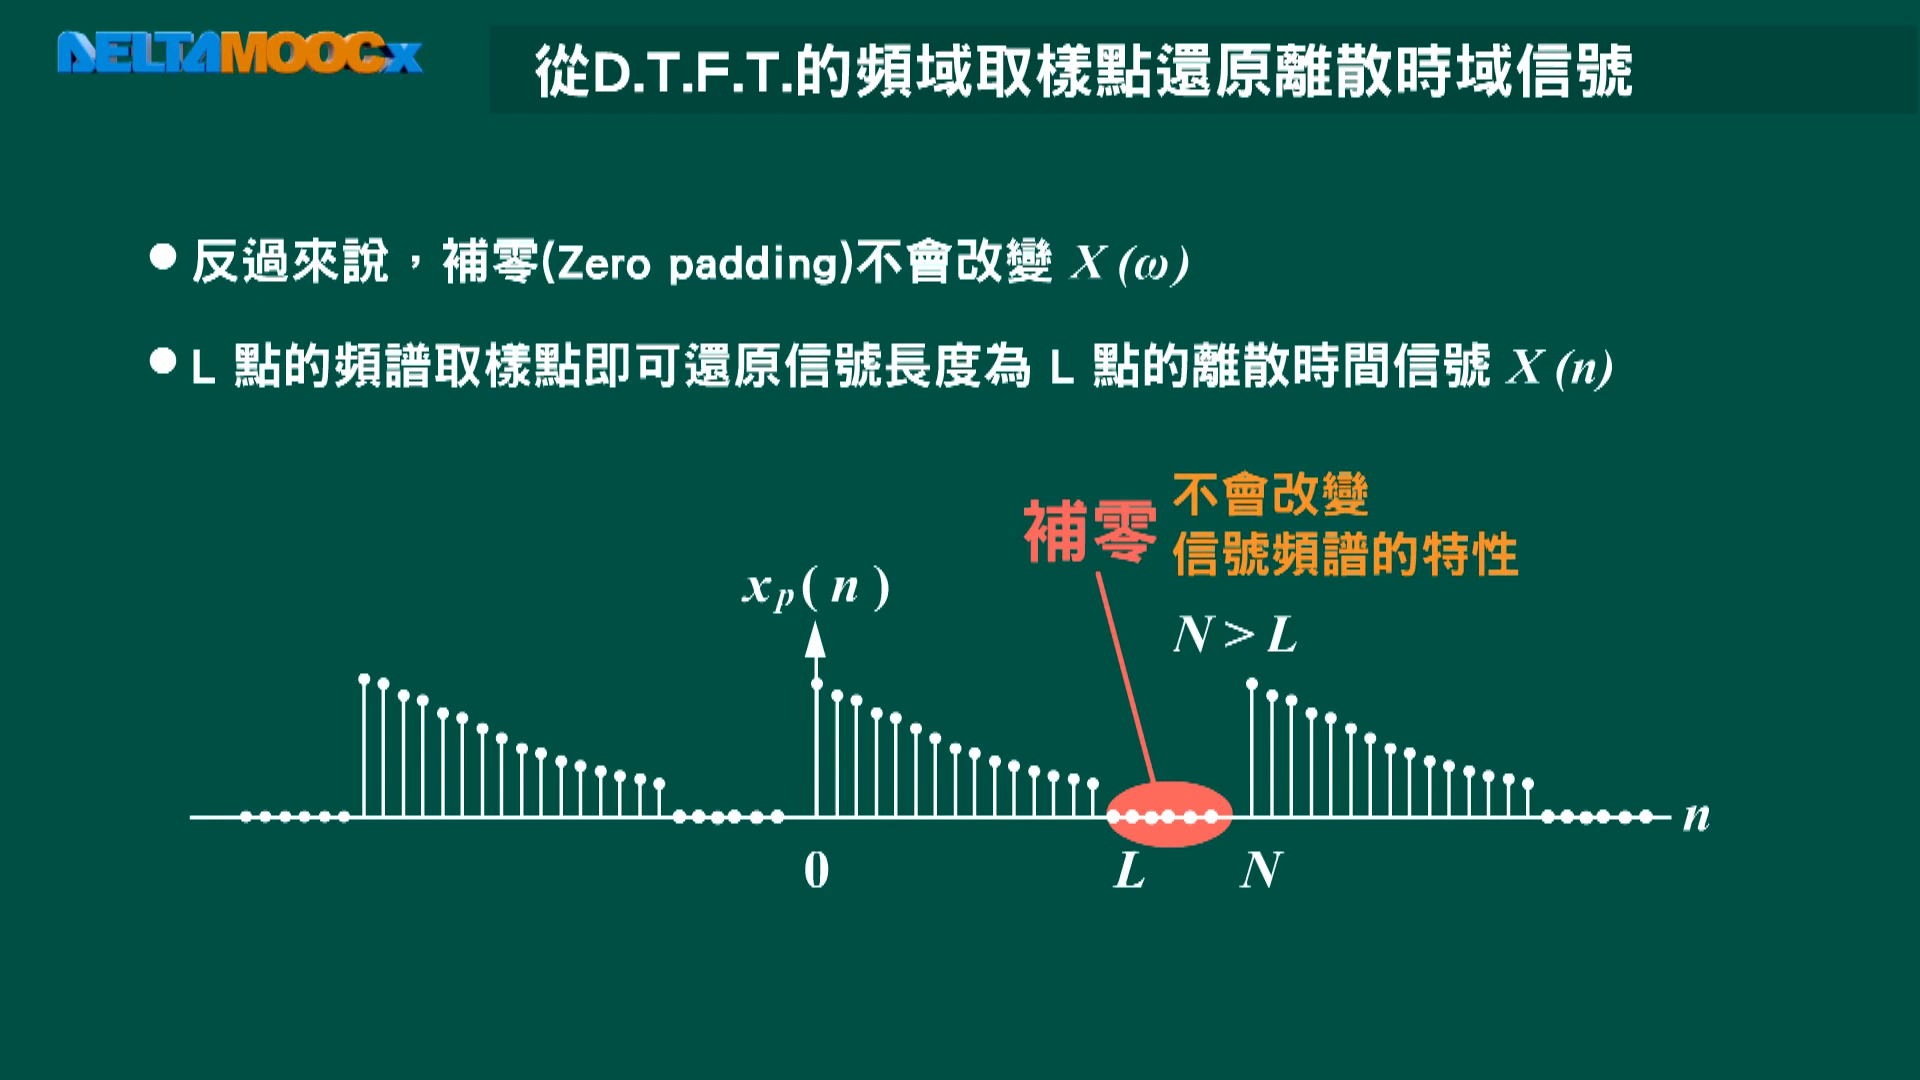 DELTAMOOCx
從D.T.F.T.的頻域取樣點還原離散時域信號
● 反過來說，補零(Zero padding)不會改變 X (ω)
● L 點的頻譜取樣點即可還原信號長度為 L 點的離散時間信號 X (n)
補零
不會改變
信號頻譜的特性
xₚ( n )
N > L
n
0
L
N